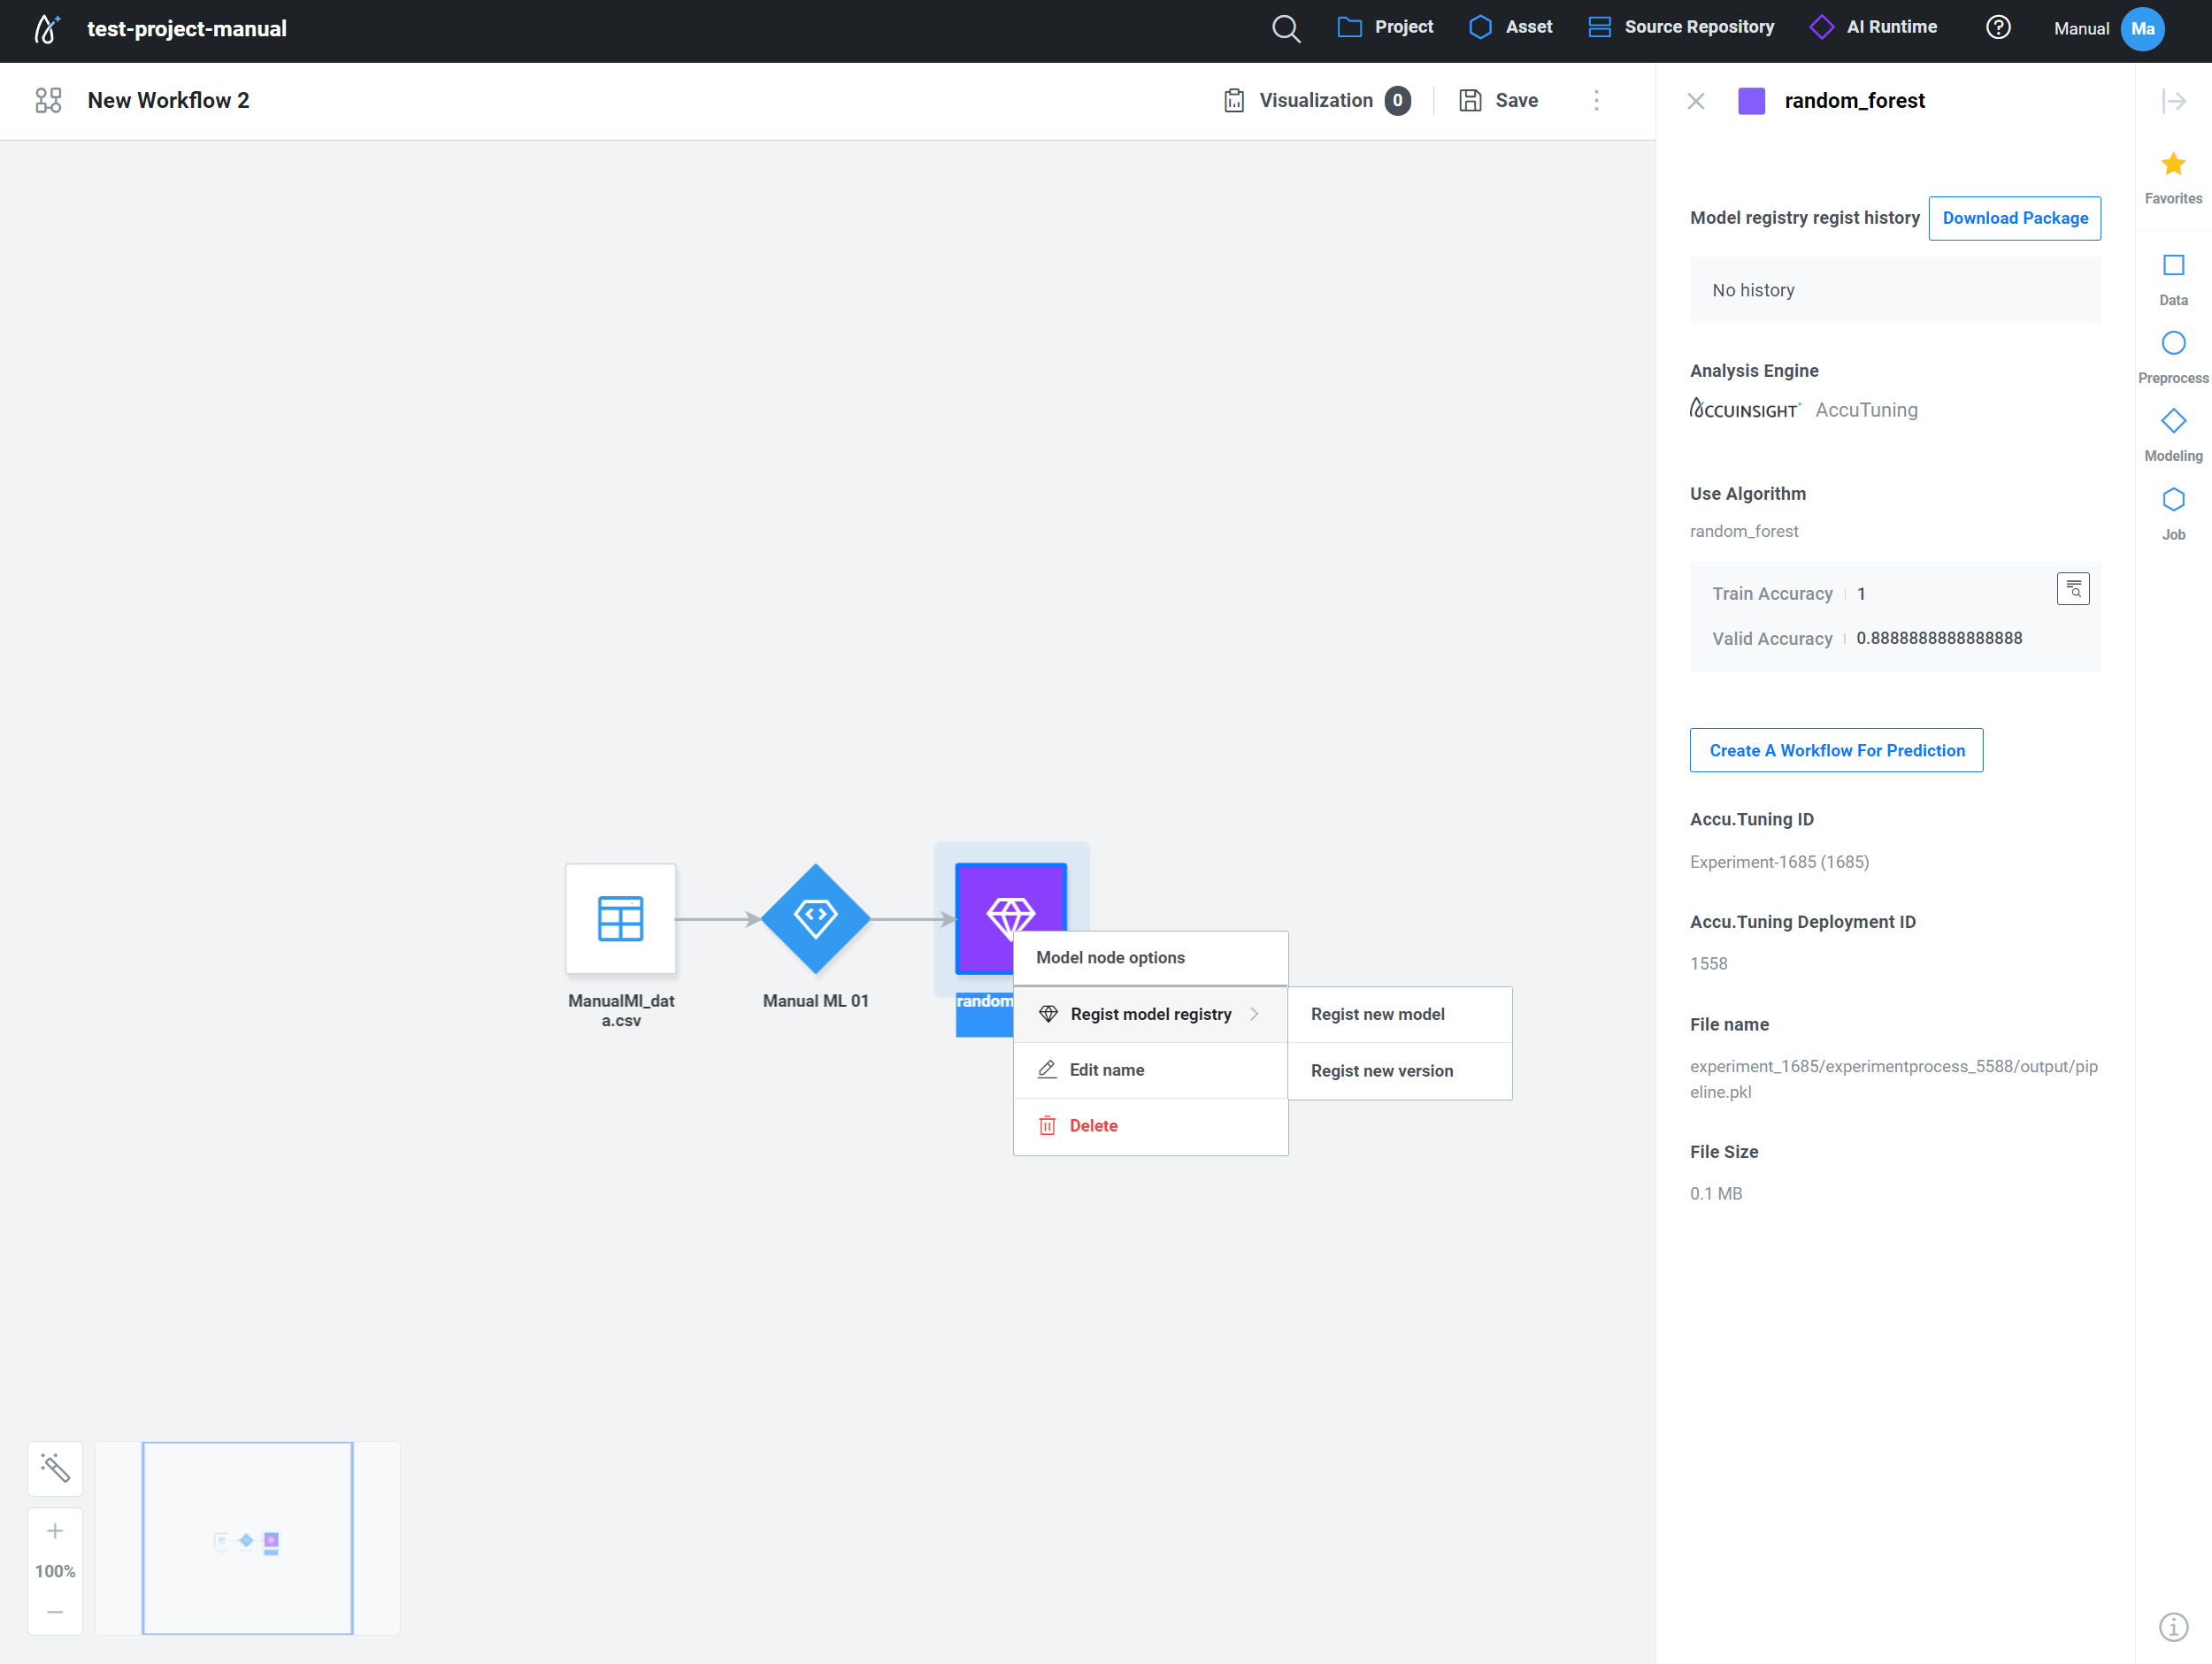 test-project-manual
Project
Asset
Source Repository
AI Runtime
Manual
Ma
New Workflow 2
Visualization 0
Save
random_forest
Favorites
Data
Preprocess
Modeling
Job
Model registry regist history
Download Package
No history
Analysis Engine
ACCUINSIGHT+ AccuTuning
Use Algorithm
random_forest
Train Accuracy 1
Valid Accuracy 0.8888888888888888
Create A Workflow For Prediction
Accu.Tuning ID
Experiment-1685 (1685)
Accu.Tuning Deployment ID
1558
File name
experiment_1685/experimentprocess_5588/output/pip
eline.pkl
File Size
0.1 MB
ManualMl_dat
a.csv
Manual ML 01
random
Model node options
Regist model registry
Edit name
Delete
Regist new model
Regist new version
100%